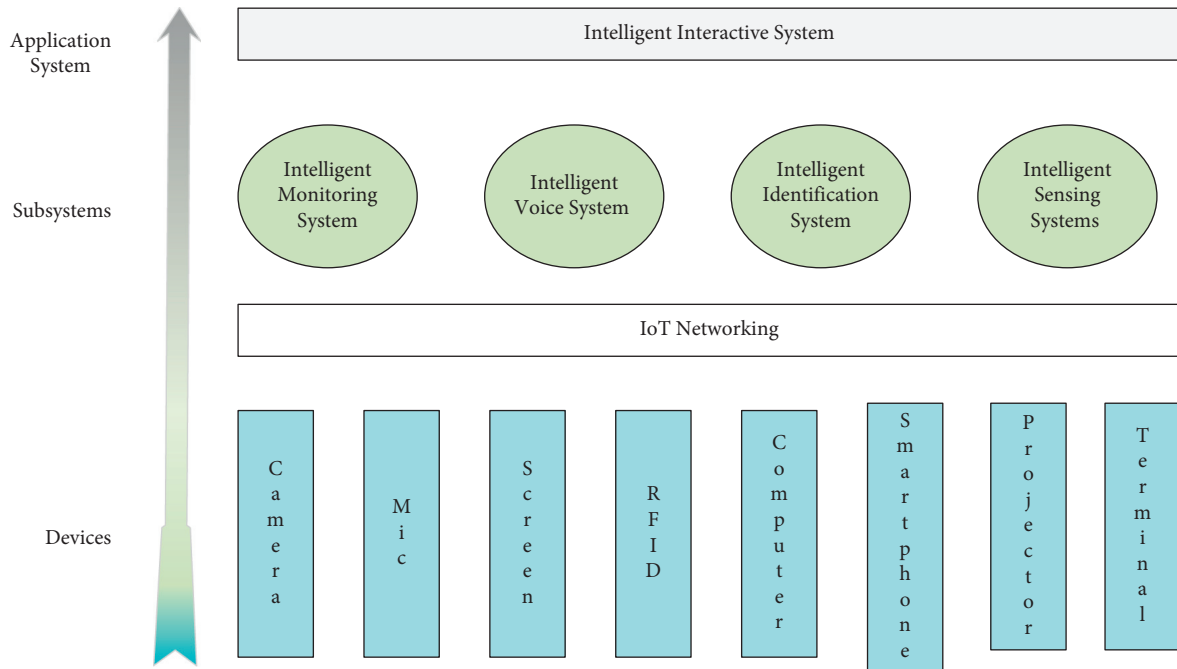 Application
System
Intelligent Interactive System
Subsystems
Intelligent
Monitoring
System
Intelligent
Voice System
Intelligent
Identification
System
Intelligent
Sensing
Systems
IoT Networking
Devices
Camera
Mic
Screen
RFID
Computer
Smartphone
Projector
Terminal